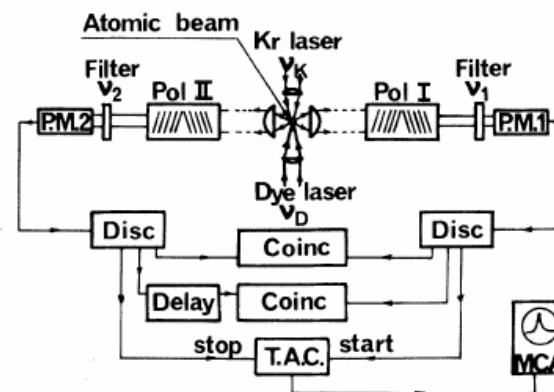 Atomic beam
Kr laser
νK
Filter
ν2
Pol II
Pol I
Filter
ν1
P.M.2
P.M.1
Dye laser
νD
Disc
Coinc
Disc
Delay
Coinc
stop
T.A.C.
start
MCA